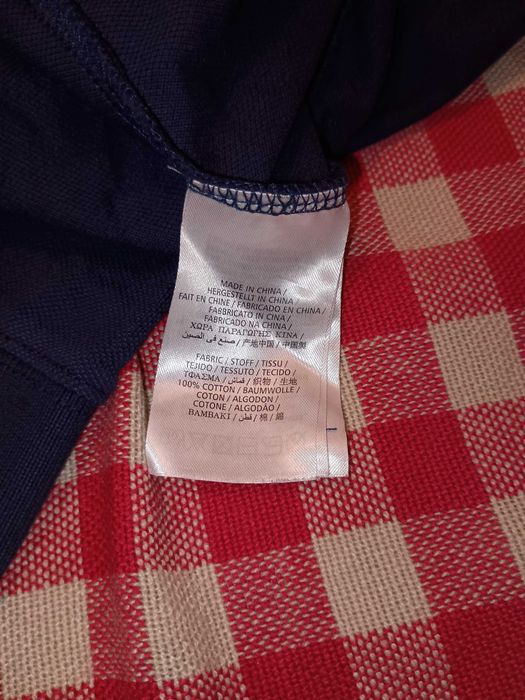 MADE IN CHINA /
HERGESTELLT IN CHINA
FAIT EN CHINE / FABRICADO EN CHINA /
FABBRICATO IN CINA /
FABRICADO NA CHINA /
ΧΩΡΑ ΠΑΡΑΓΩΓΗΣ ΚΙΝΑ /
صنع في الصين / 产地中国 / 中国製
FABRIC / STOFF / TISSU /
TEJIDO / TESSUTO / TECIDO /
ΥΦΑΣΜΑ / قماش / 织物 / 生地
100% COTTON / BAUMWOLLE /
COTON / ALGODON /
COTONE / ALGODÃO /
ΒΑΜΒΑΚΙ / قطن / 棉 / 綿